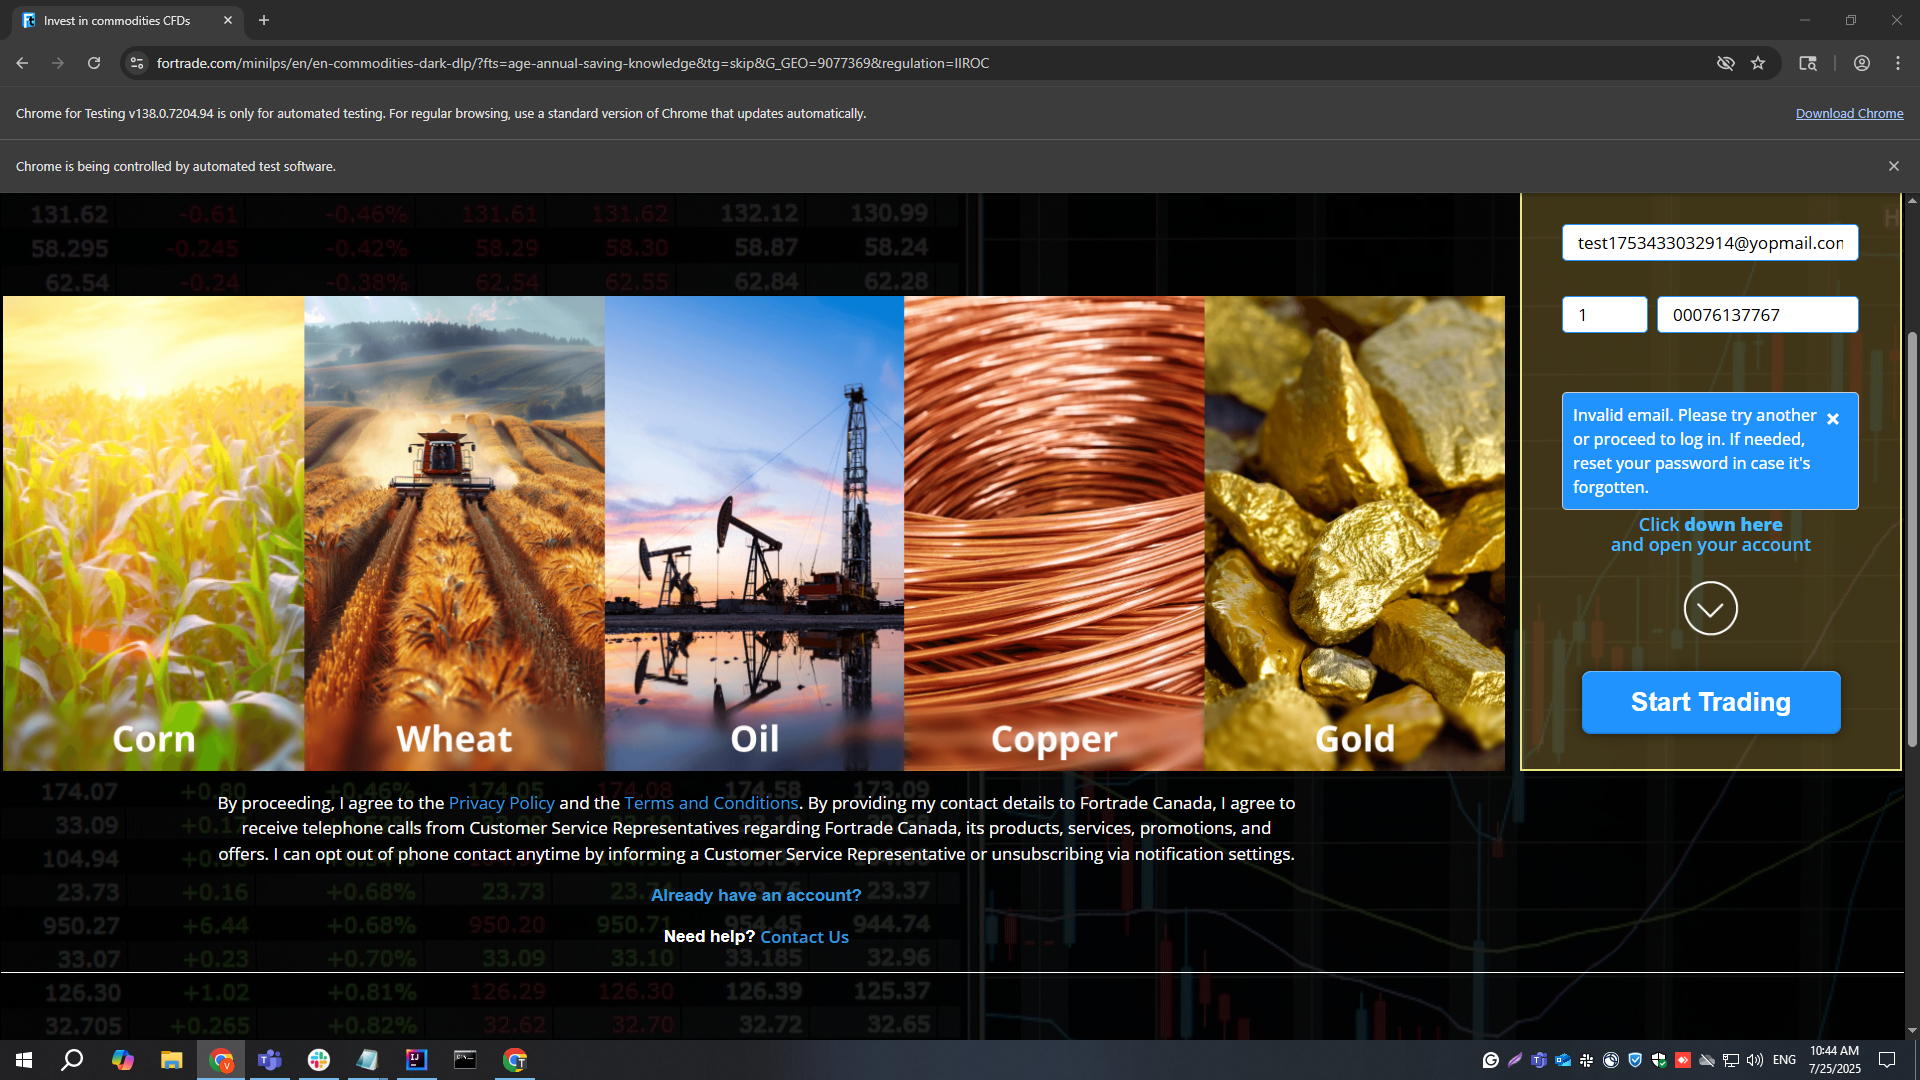 Invest in commodities CFDs
fortrade.com/minilps/en/en-commodities-dark-dlp/?fts=age-annual-saving-knowledge&tg=skip&G_GEO=9077369&regulation=IIROC
Chrome for Testing v138.0.7204.94 is only for automated testing. For regular browsing, use a standard version of Chrome that updates automatically.
Download Chrome
Chrome is being controlled by automated test software.
131.62 -0.61 -0.46% 131.61 131.62 132.12 130.99
58.295 -0.245 -0.42% 58.29 58.30 58.87 58.24
62.54 -0.24 -0.38% 62.54 62.55 62.84 62.28
test1753433032914@yopmail.con
1 00076137767
Invalid email. Please try another
or proceed to log in. If needed,
reset your password in case it's
forgotten.
Click down here
and open your account
Start Trading
Corn Wheat Oil Copper Gold
174.07 +0.80 +0.46% 174.05 174.08 174.58 172.09
By proceeding, I agree to the Privacy Policy and the Terms and Conditions. By providing my contact details to Fortrade Canada, I agree to
33.09
receive telephone calls from Customer Service Representatives regarding Fortrade Canada, its products, services, promotions, and
104.94
offers. I can opt out of phone contact anytime by informing a Customer Service Representative or unsubscribing via notification settings.
23.73 +0.16 +0.68% 23.73 23.37
Already have an account?
950.27 +6.44 +0.68% 950.20 950.71 954.45 944.74
Need help? Contact Us
33.07 +0.23 +0.70% 33.09 33.10 33.185 32.96
126.30 +1.02 +0.81% 126.29 126.30 126.39 125.37
32.705 +0.265 +0.82% 32.62 32.70 32.72 32.65
ENG
10:44 AM
7/25/2025